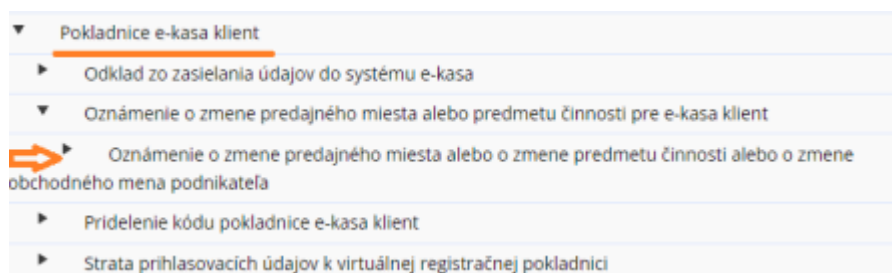 Pokladnice e-kasa klient
Odklad zo zasielania údajov do systému e-kasa
Oznámenie o zmene predajného miesta alebo predmetu činnosti pre e-kasa klient
Oznámenie o zmene predajného miesta alebo o zmene predmetu činnosti alebo o zmene
obchodného mena podnikateľa
Pridelenie kódu pokladnice e-kasa klient
Strata prihlasovacích údajov k virtuálnej registračnej pokladnici